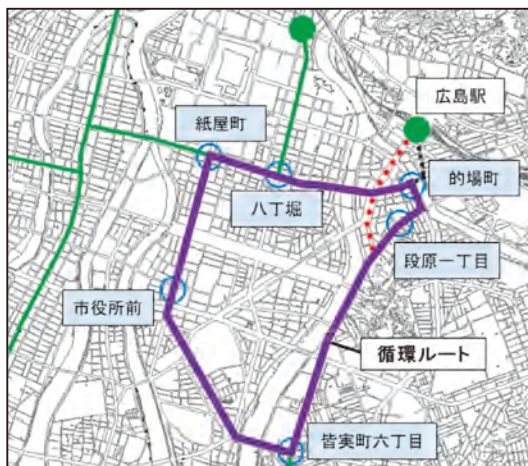 広島駅
紙屋町
的場町
八丁堀
段原一丁目
市役所前
循環ルート
皆実町六丁目